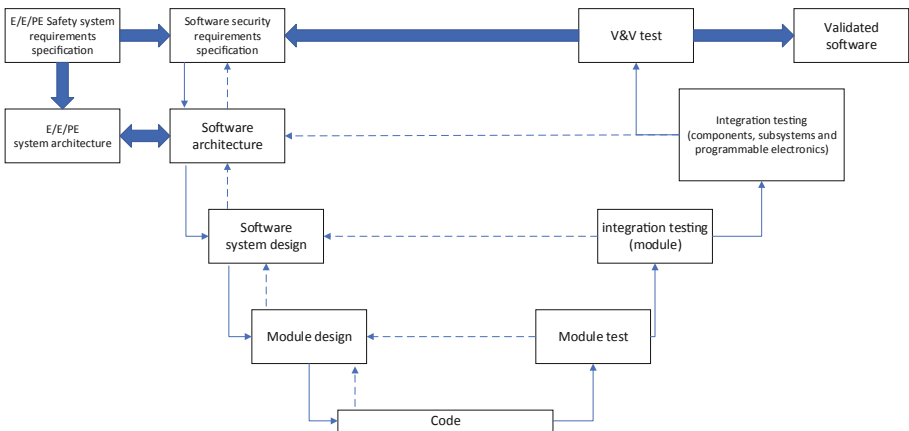 E/E/PE Safety system
requirements
specification
Software security
requirements
specification
V&V test
Validated
software
E/E/PE
system architecture
Software
architecture
Integration testing
(components, subsystems and
programmable electronics)
Software
system design
integration testing
(module)
Module design
Module test
Code